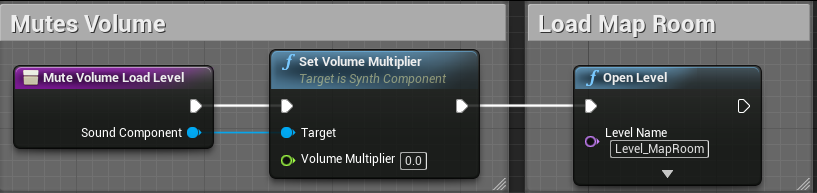 Mutes Volume
Load Map Room
Mute Volume Load Level
Sound Component
Set Volume Multiplier
Target is Synth Component
Target
Volume Multiplier 0.0
Open Level
Level Name
Level_MapRoom